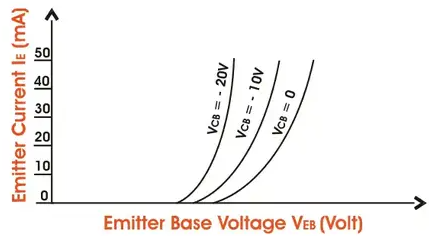 Emitter Current IE (mA)
50
40
30
20
10
0
VCB = - 20V
VCB = - 10V
VCB = 0
Emitter Base Voltage VEB (Volt)